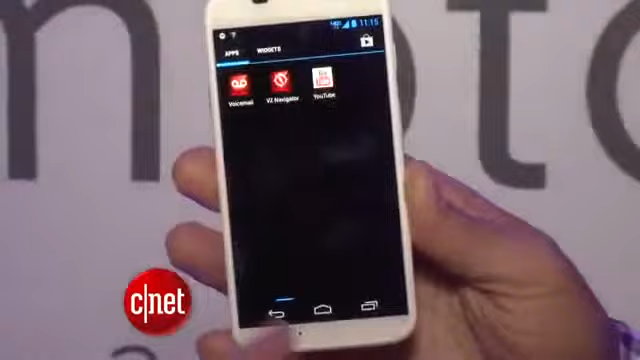 moto
11:15
APPS WIDGETS
Voicemail VZ Navigator YouTube
c|net